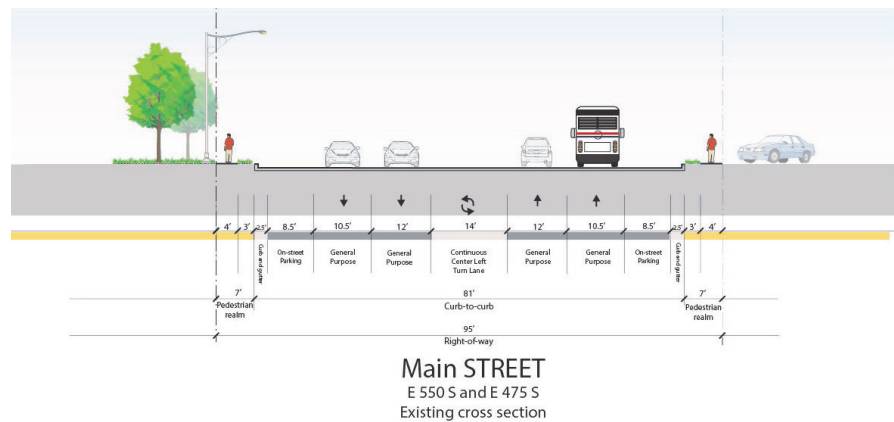 4' 3' 2.5' 8.5' 10.5' 12' 14' 12' 10.5' 8.5' 2.5' 3' 4'
Curb and gutter
On-street
Parking
General
Purpose
General
Purpose
Continuous
Center Left
Turn Lane
General
Purpose
General
Purpose
On-street
Parking
Curb and gutter
7'
Pedestrian
realm
81'
Curb-to-curb
7'
Pedestrian
realm
95'
Right-of-way
Main STREET
E 550 S and E 475 S
Existing cross section